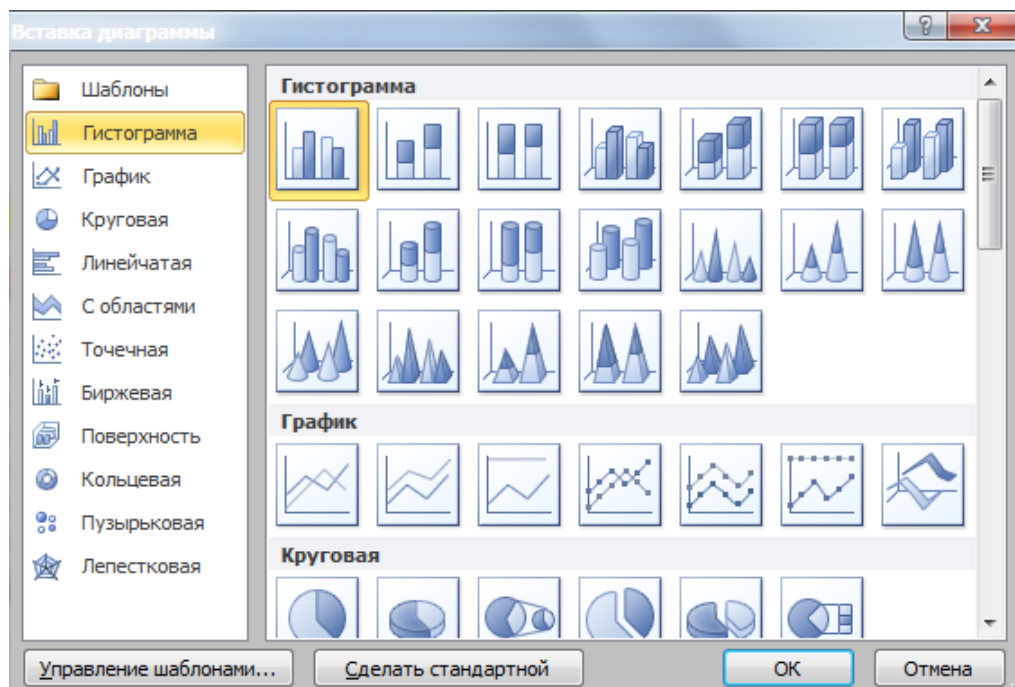 Вставка диаграммы
Шаблоны
Гистограмма
График
Круговая
Линейчатая
С областями
Точечная
Биржевая
Поверхность
Кольцевая
Пузырьковая
Лепестковая
Гистограмма
График
Круговая
Управление шаблонами...
Сделать стандартной
ОК
Отмена